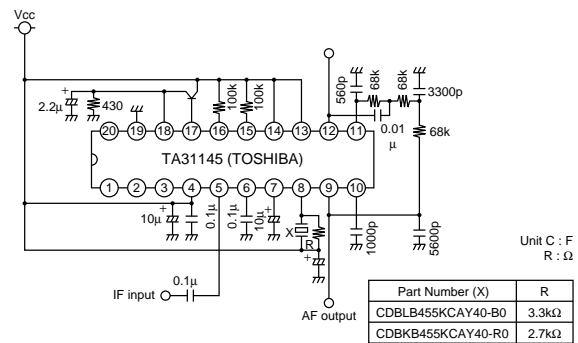 Vcc
2.2μ
+
430
100k
100k
560p
68k
68k
3300p
0.01
μ
68k
20 19 18 17 16 15 14 13 12 11
TA31145 (TOSHIBA)
1 2 3 4 5 6 7 8 9 10
10μ
+
0.1μ
0.1μ
10μ
+
X
R
+
1000p
5600p
IF input
0.1μ
AF output
Unit C : F
R : Ω
Part Number (X) R
CDBLB455KCAY40-B0 3.3kΩ
CDBKB455KCAY40-R0 2.7kΩ